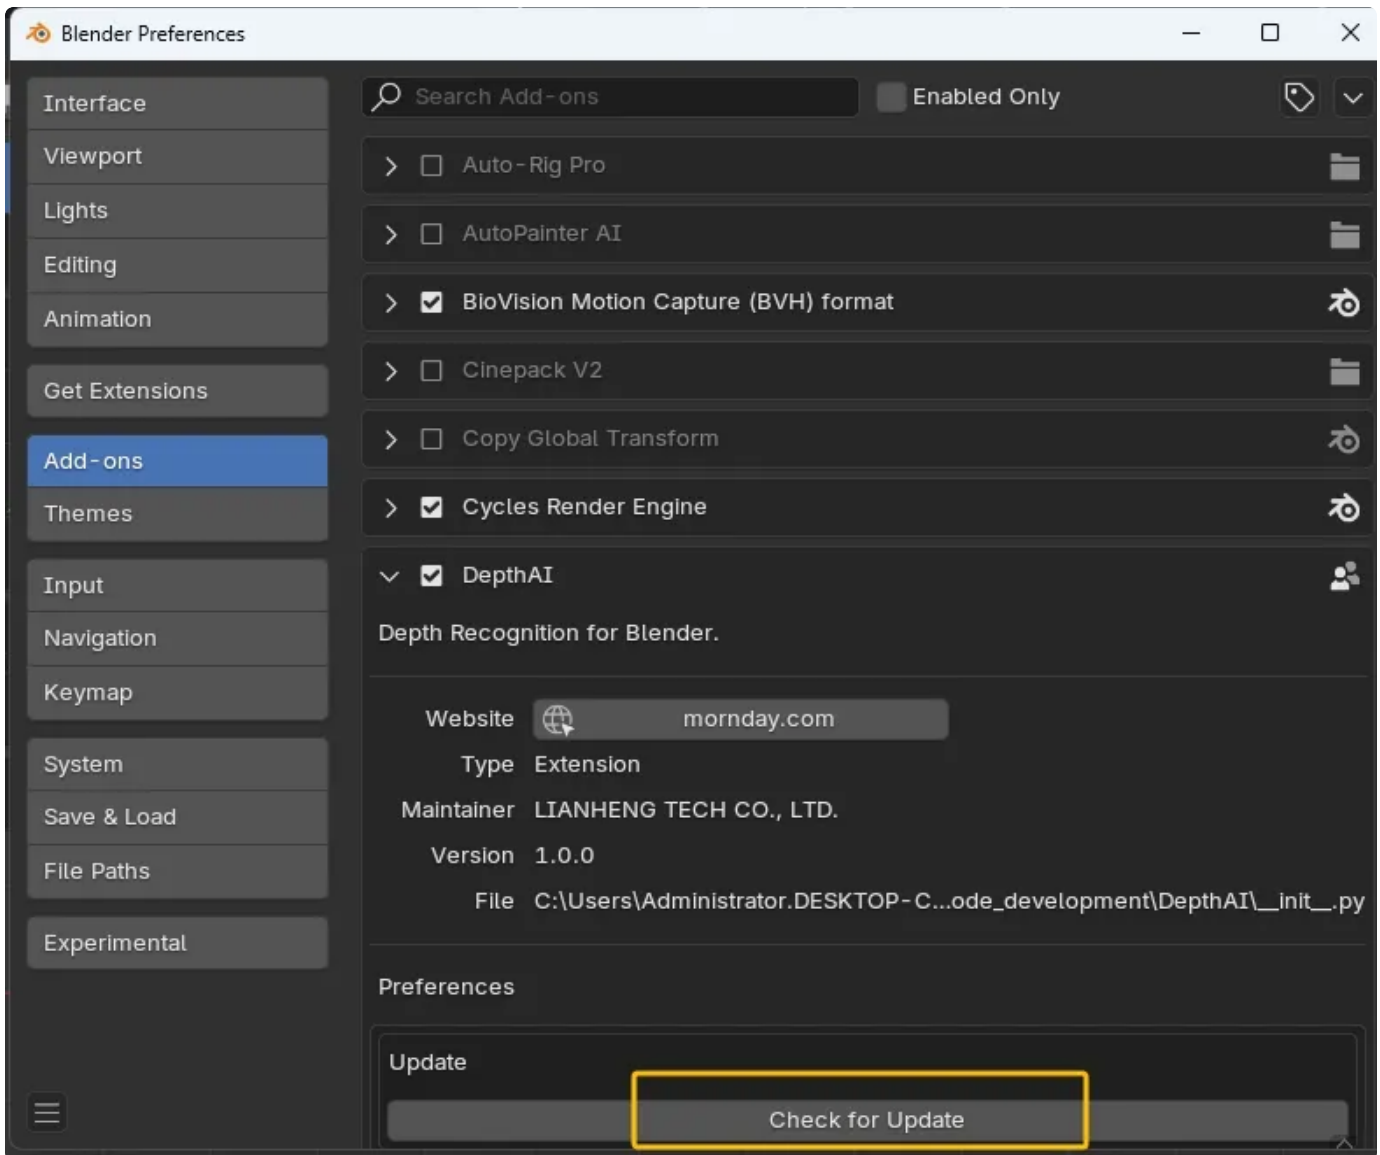 Blender Preferences
Interface
Viewport
Lights
Editing
Animation
Get Extensions
Add-ons
Themes
Input
Navigation
Keymap
System
Save & Load
File Paths
Experimental
Search Add-ons
Enabled Only
Auto-Rig Pro
AutoPainter AI
BioVision Motion Capture (BVH) format
Cinepack V2
Copy Global Transform
Cycles Render Engine
DepthAI
Depth Recognition for Blender.
Website mornday.com
Type Extension
Maintainer LIANHENG TECH CO., LTD.
Version 1.0.0
File C:\Users\Administrator.DESKTOP-C...ode_development\DepthAI\__init__.py
Preferences
Update
Check for Update